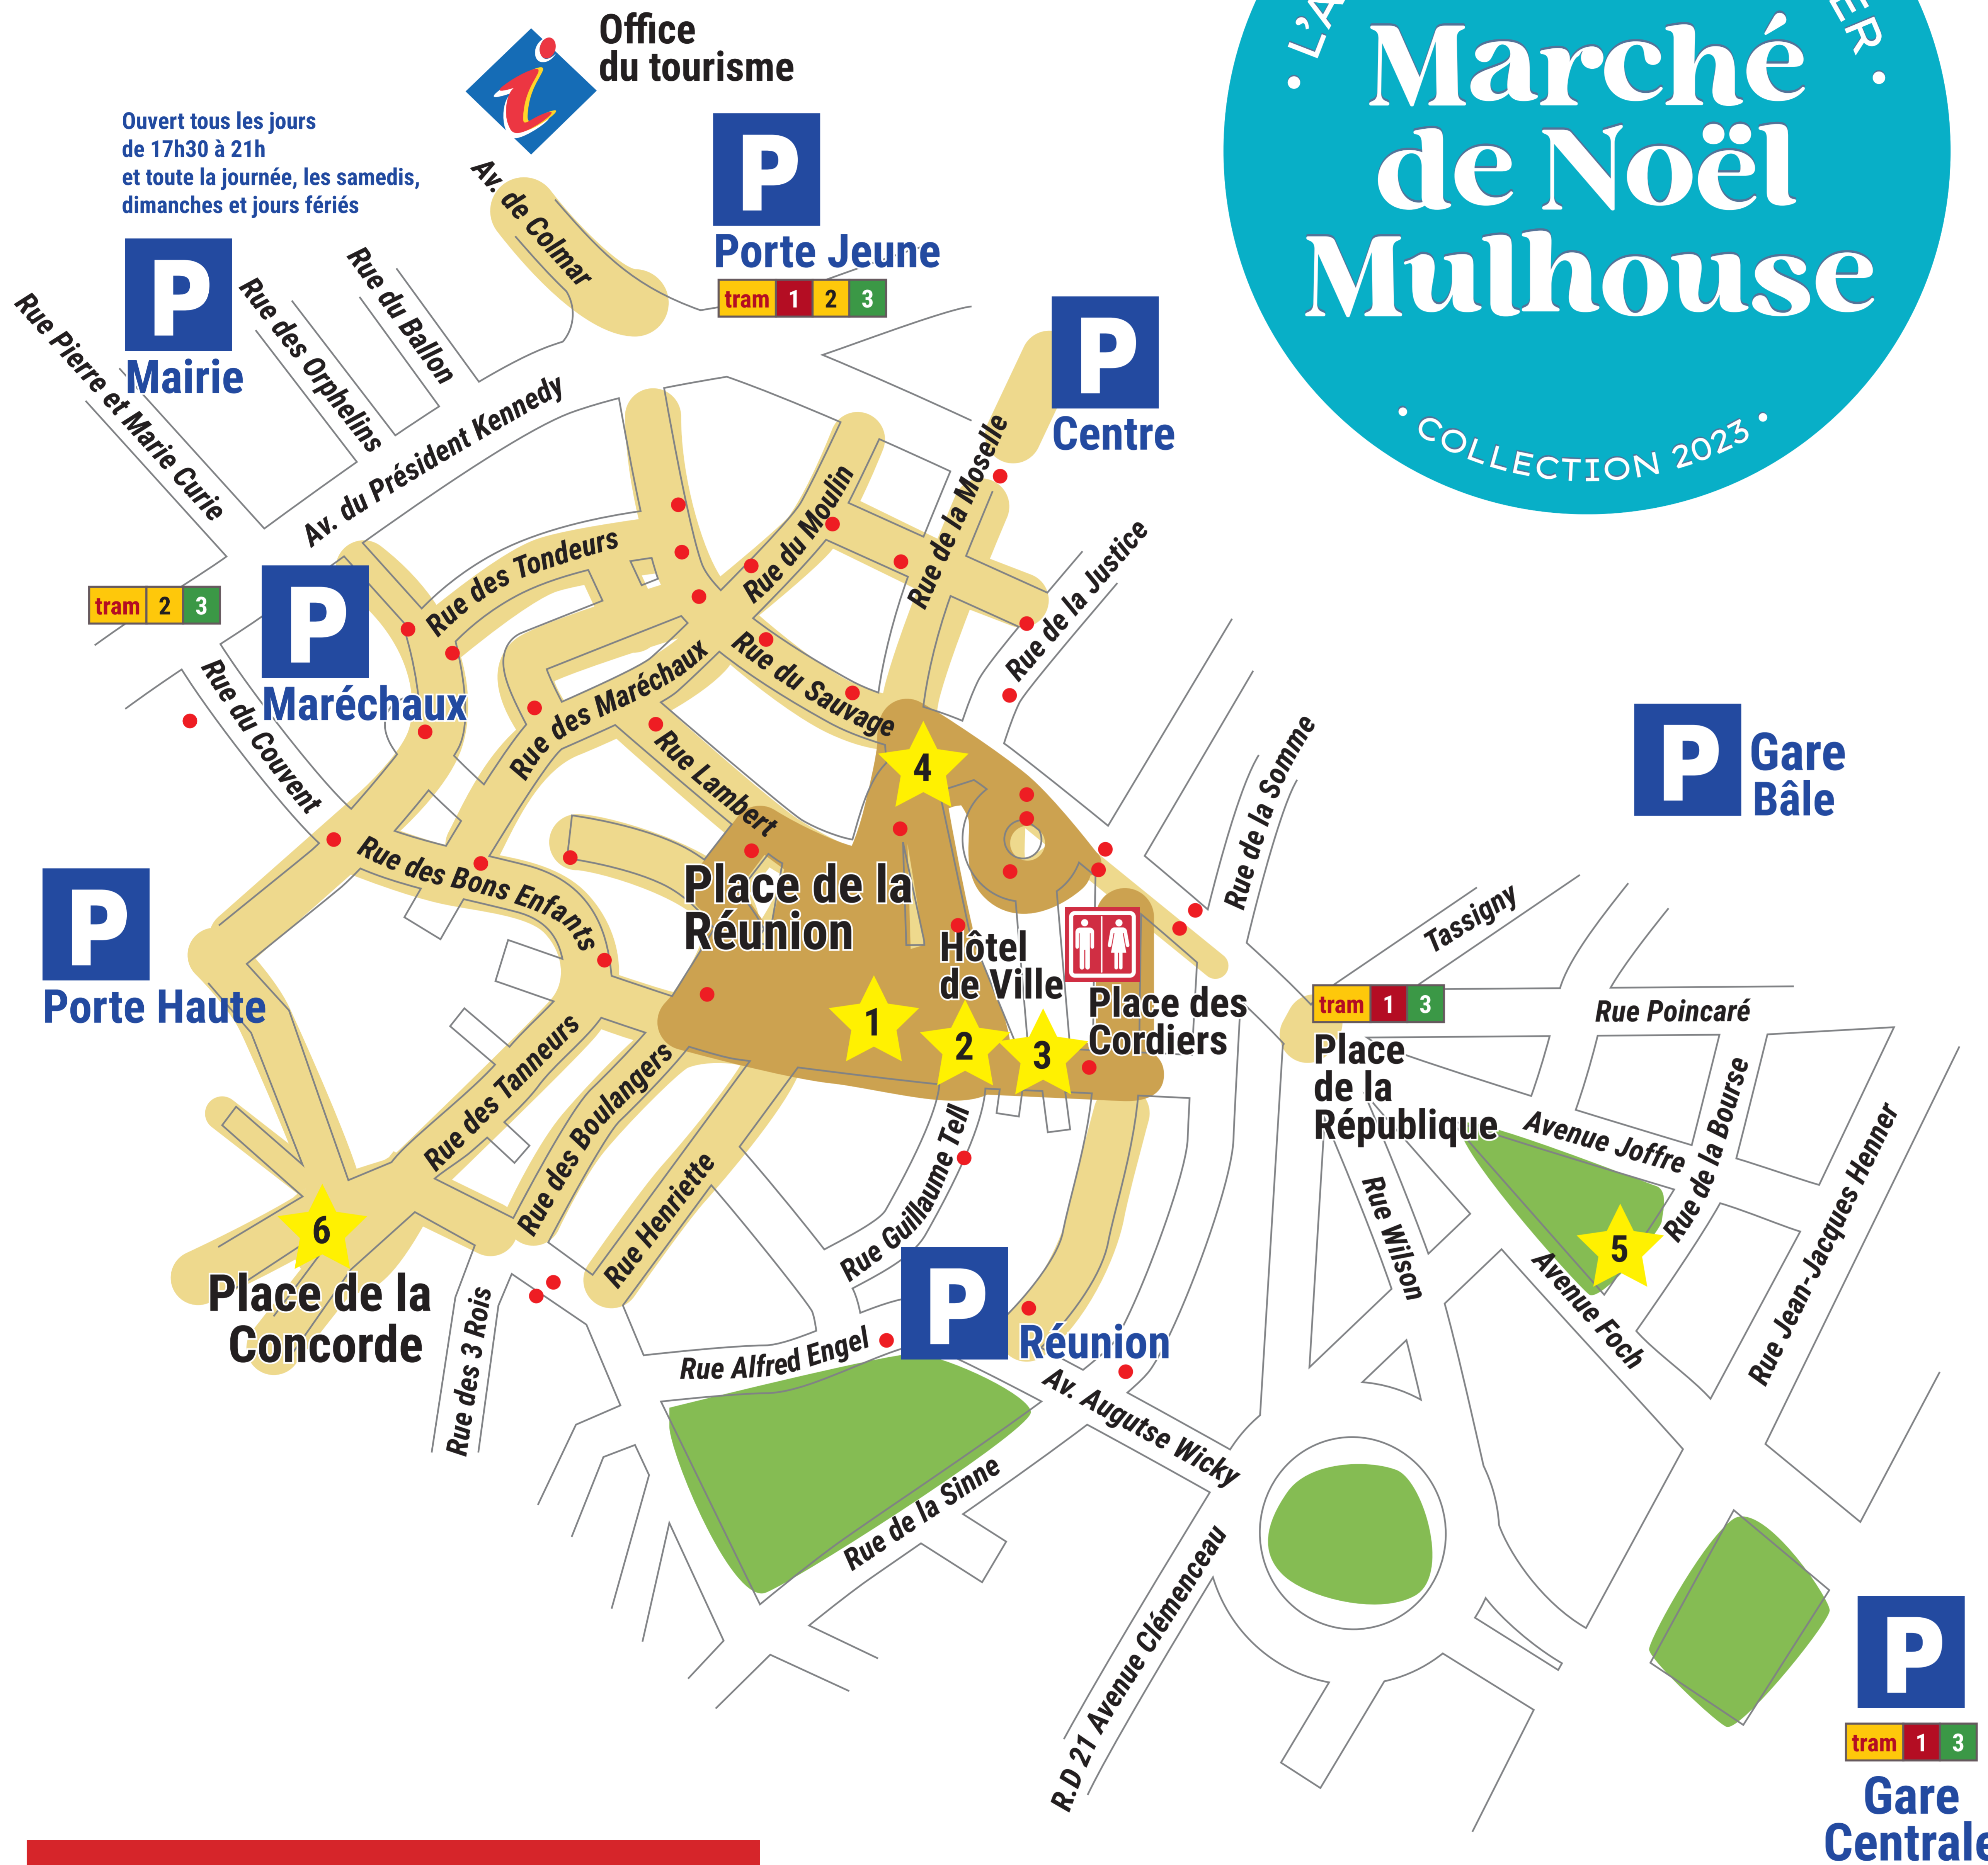 Office
du tourisme
L'A
ER
Marché
de Noël
Mulhouse
COLLECTION 2023
Ouvert tous les jours
de 17h30 à 21h
et toute la journée, les samedis,
dimanches et jours fériés
P
Mairie
P
Porte Jeune
tram 1 2 3
P
Centre
Av. de Colmar
Rue du Ballon
Rue des Orphelins
Rue Pierre et Marie Curie
Av. du Président Kennedy
Rue des Tondeurs
Rue du Moulin
Rue de la Moselle
Rue de la Justice
tram 2 3
P
Maréchaux
Rue du Couvent
Rue des Maréchaux
Rue du Sauvage
Rue Lambert
4
Rue de la Somme
P
Gare
Bâle
Rue des Bons Enfants
Place de la
Réunion
P
Porte Haute
Hôtel
de Ville
Place des
Cordiers
1
2
3
Tassigny
tram 1 3
Place
de la
République
Rue Poincaré
Avenue Joffre
Rue de la Bourse
Rue Jean-Jacques Henner
5
Avenue Foch
Rue Wilson
Rue des Tanneurs
Rue des Boulangers
Rue Henriette
Rue Guillaume Tell
6
Place de la
Concorde
Rue des 3 Rois
P
Réunion
Rue Alfred Engel
Av. Augutse Wicky
Rue de la Sinne
R.D 21 Avenue Clémenceau
P
tram 1 3
Gare
Centrale